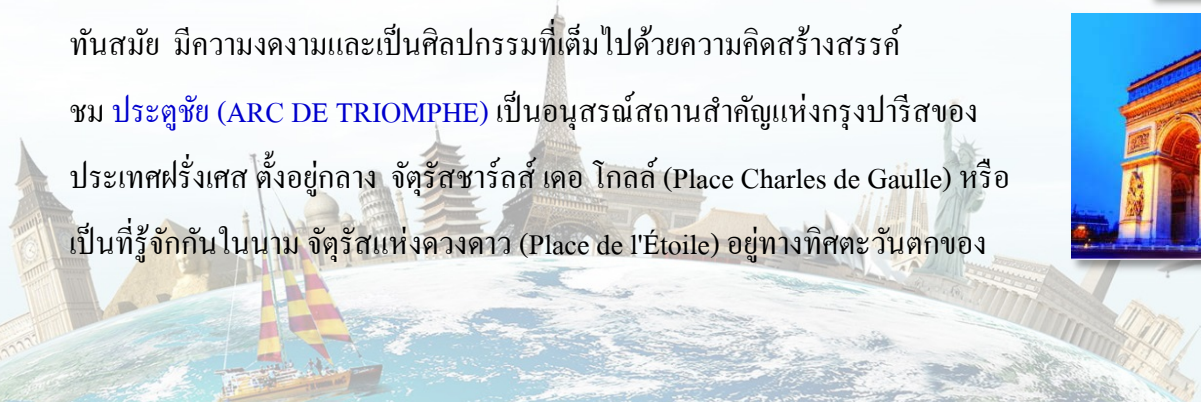 ทันสมัย มีความงดงามและเป็นศิลปกรรมที่เต็มไปด้วยความคิดสร้างสรรค์
ชม ประตูชัย (ARC DE TRIOMPHE) เป็นอนุสรณ์สถานสำคัญแห่งกรุงปารีสของ
ประเทศฝรั่งเศส ตั้งอยู่กลาง จัตุรัสชาร์ลส์ เดอ โกลล์ (Place Charles de Gaulle) หรือ
เป็นที่รู้จักกันในนาม จัตุรัสแห่งดวงดาว (Place de l'Étoile) อยู่ทางทิศตะวันตกของ